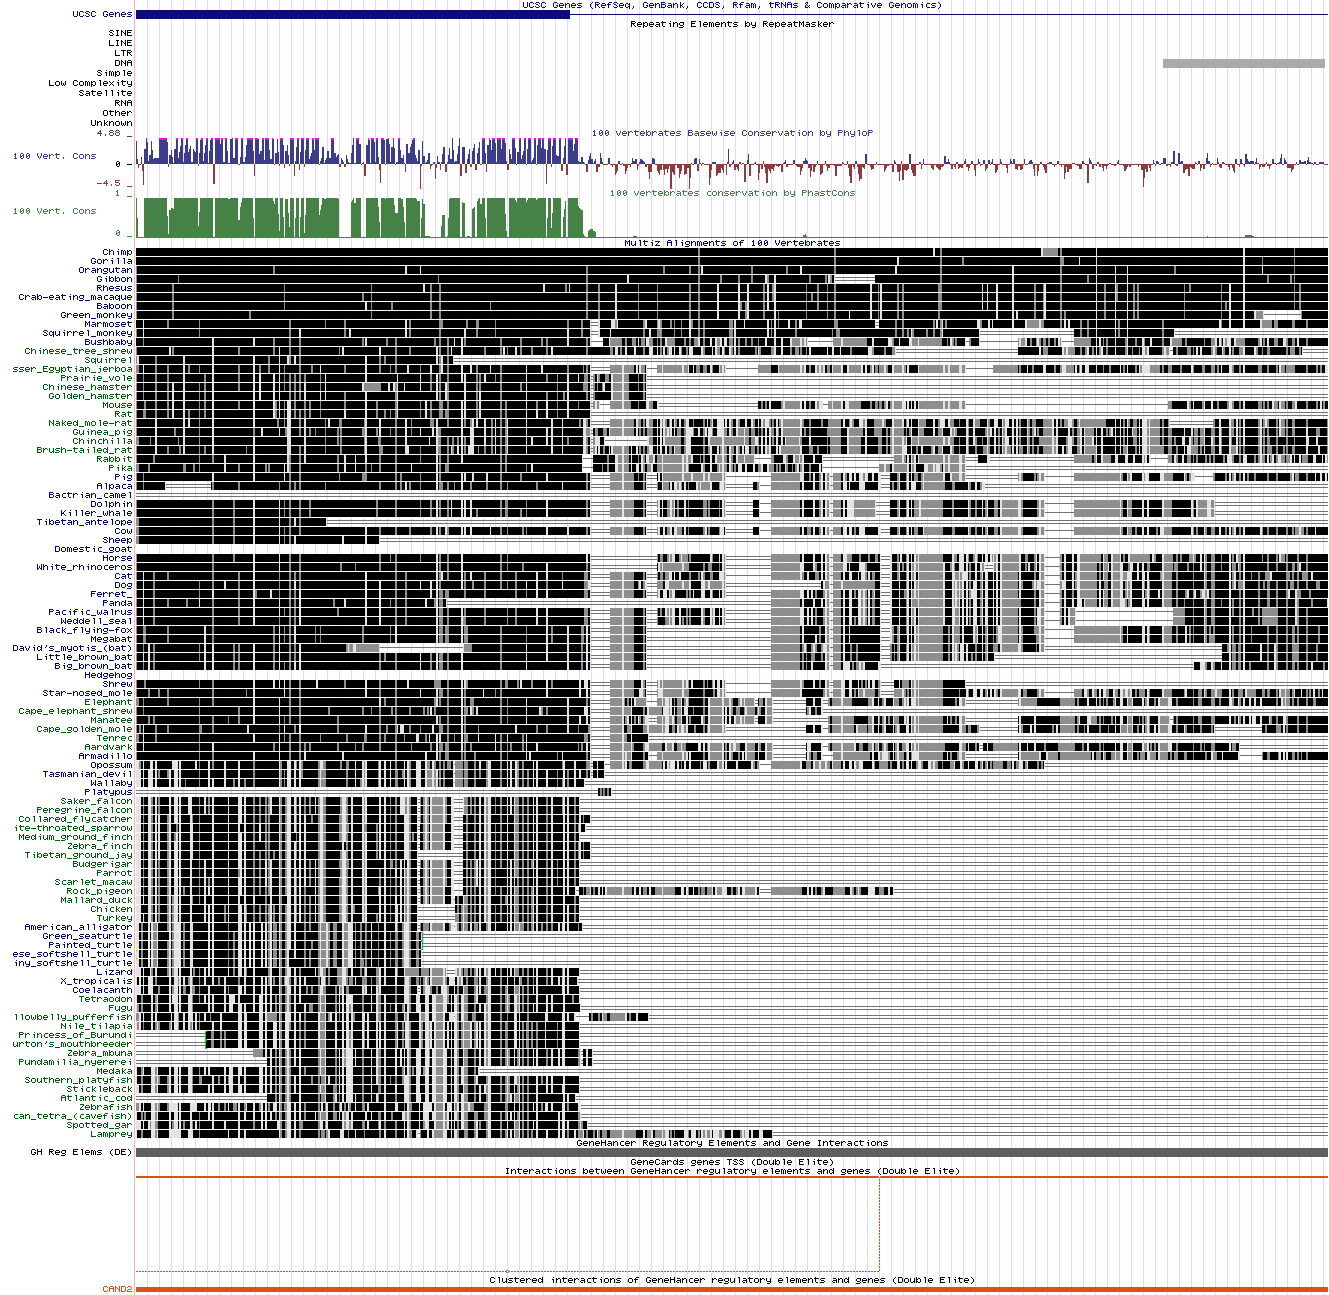 UCSC Genes (RefSeq, GenBank, CCDS, Rfam, tRNAs & Comparative Genomics)
UCSC Genes
Repeating Elements by RepeatMasker
SINE
LINE
LTR
DNA
Simple
Low Complexity
Satellite
RNA
Other
Unknown
4.88 _
100 vertebrates Basewise Conservation by PhyloP
100 Vert. Cons
0 _
-4.5 _
100 vertebrates conservation by PhastCons
1 _
100 Vert. Cons
0 _
Multiz Alignments of 100 Vertebrates
Chimp
Gorilla
Orangutan
Gibbon
Rhesus
Crab-eating_macaque
Baboon
Green_monkey
Marmoset
Squirrel_monkey
Bushbaby
Chinese_tree_shrew
Squirrel
sser_Egyptian_jerboa
Prairie_vole
Chinese_hamster
Golden_hamster
Mouse
Rat
Naked_mole-rat
Guinea_pig
Chinchilla
Brush-tailed_rat
Rabbit
Pika
Pig
Alpaca
Bactrian_camel
Dolphin
Killer_whale
Tibetan_antelope
Cow
Sheep
Domestic_goat
Horse
White_rhinoceros
Cat
Dog
Ferret_
Panda
Pacific_walrus
Weddell_seal
Black_flying-fox
Megabat
David's_myotis_(bat)
Little_brown_bat
Big_brown_bat
Hedgehog
Shrew
Star-nosed_mole
Elephant
Cape_elephant_shrew
Manatee
Cape_golden_mole
Tenrec
Aardvark
Armadillo
Opossum
Tasmanian_devil
Wallaby
Platypus
Saker_falcon
Peregrine_falcon
Collared_flycatcher
ite-throated_sparrow
Medium_ground_finch
Zebra_finch
Tibetan_ground_jay
Budgerigar
Parrot
Scarlet_macaw
Rock_pigeon
Mallard_duck
Chicken
Turkey
American_alligator
Green_seaturtle
Painted_turtle
ese_softshell_turtle
iny_softshell_turtle
Lizard
X_tropicalis
Coelacanth
Tetraodon
Fugu
llowbelly_pufferfish
Nile_tilapia
Princess_of_Burundi
urton's_mouthbreeder
Zebra_mbuna
Pundamilia_nyererei
Medaka
Southern_platyfish
Stickleback
Atlantic_cod
Zebrafish
can_tetra_(cavefish)
Spotted_gar
Lamprey
GeneHancer Regulatory Elements and Gene Interactions
GH Reg Elems (DE)
GeneCards genes TSS (Double Elite)
Interactions between GeneHancer regulatory elements and genes (Double Elite)
Clustered interactions of GeneHancer regulatory elements and genes (Double Elite)
CAND2